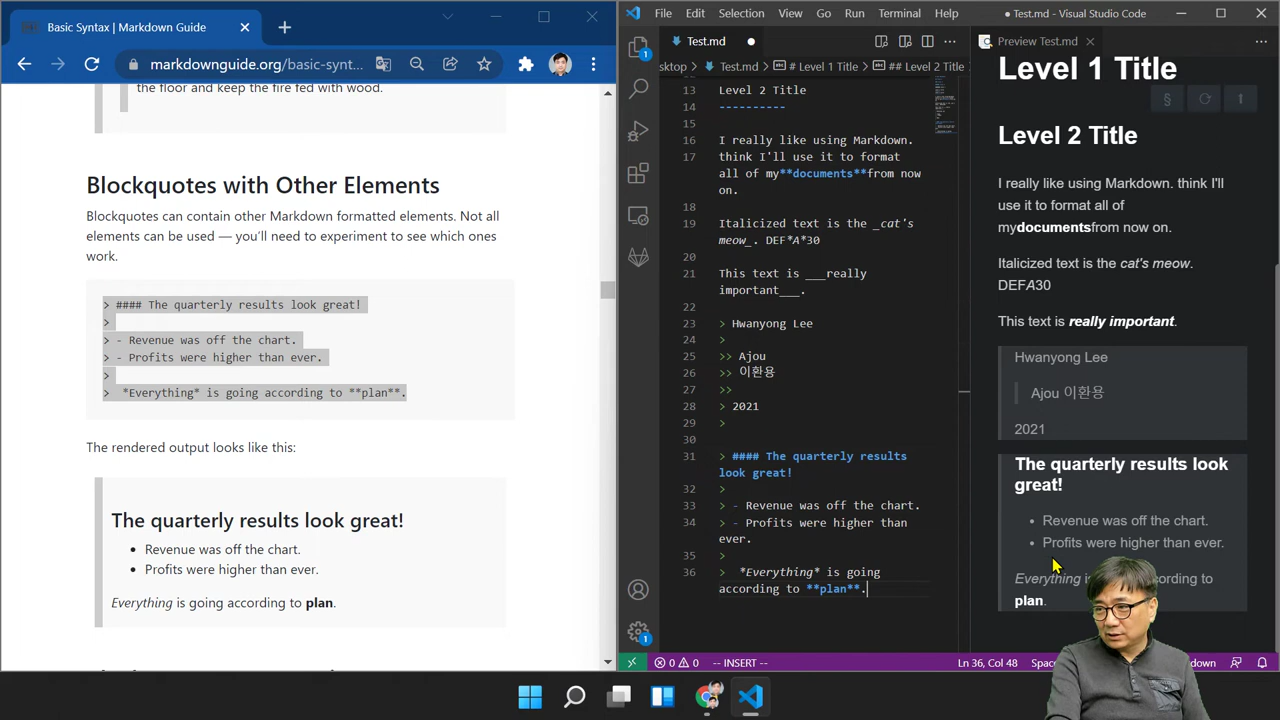 Basic Syntax | Markdown Guide
markdownguide.org/basic-synt...
the floor and keep the fire fed with wood.
Blockquotes with Other Elements
Blockquotes can contain other Markdown formatted elements. Not all
elements can be used — you'll need to experiment to see which ones
work.
> #### The quarterly results look great!
>
> - Revenue was off the chart.
> - Profits were higher than ever.
>
>  *Everything* is going according to **plan**.
The rendered output looks like this:
The quarterly results look great!
• Revenue was off the chart.
• Profits were higher than ever.
Everything is going according to plan.
File Edit Selection View Go Run Terminal Help
● Test.md - Visual Studio Code
Test.md
sktop > Test.md > # Level 1 Title > ## Level 2 Title
13 Level 2 Title
14 ----------
15
16 I really like using Markdown.
17 think I'll use it to format
all of my**documents**from now
on.
18
19 Italicized text is the _cat's
meow_. DEF*A*30
20
21 This text is ___really
important___.
22
23 > Hwanyong Lee
24 >
25 >> Ajou
26 >> 이환용
27 >>
28 > 2021
29 >
30
31 > #### The quarterly results
look great!
32 >
33 > - Revenue was off the chart.
34 > - Profits were higher than
ever.
35 >
36 >  *Everything* is going
according to **plan**.
Preview Test.md
Level 1 Title
Level 2 Title
I really like using Markdown. think I'll
use it to format all of
mydocumentsfrom now on.
Italicized text is the cat's meow.
DEFA30
This text is really important.
Hwanyong Lee
Ajou 이환용
2021
The quarterly results look
great!
• Revenue was off the chart.
• Profits were higher than ever.
Everything according to
plan.
0 0 -- INSERT -- Ln 36, Col 48